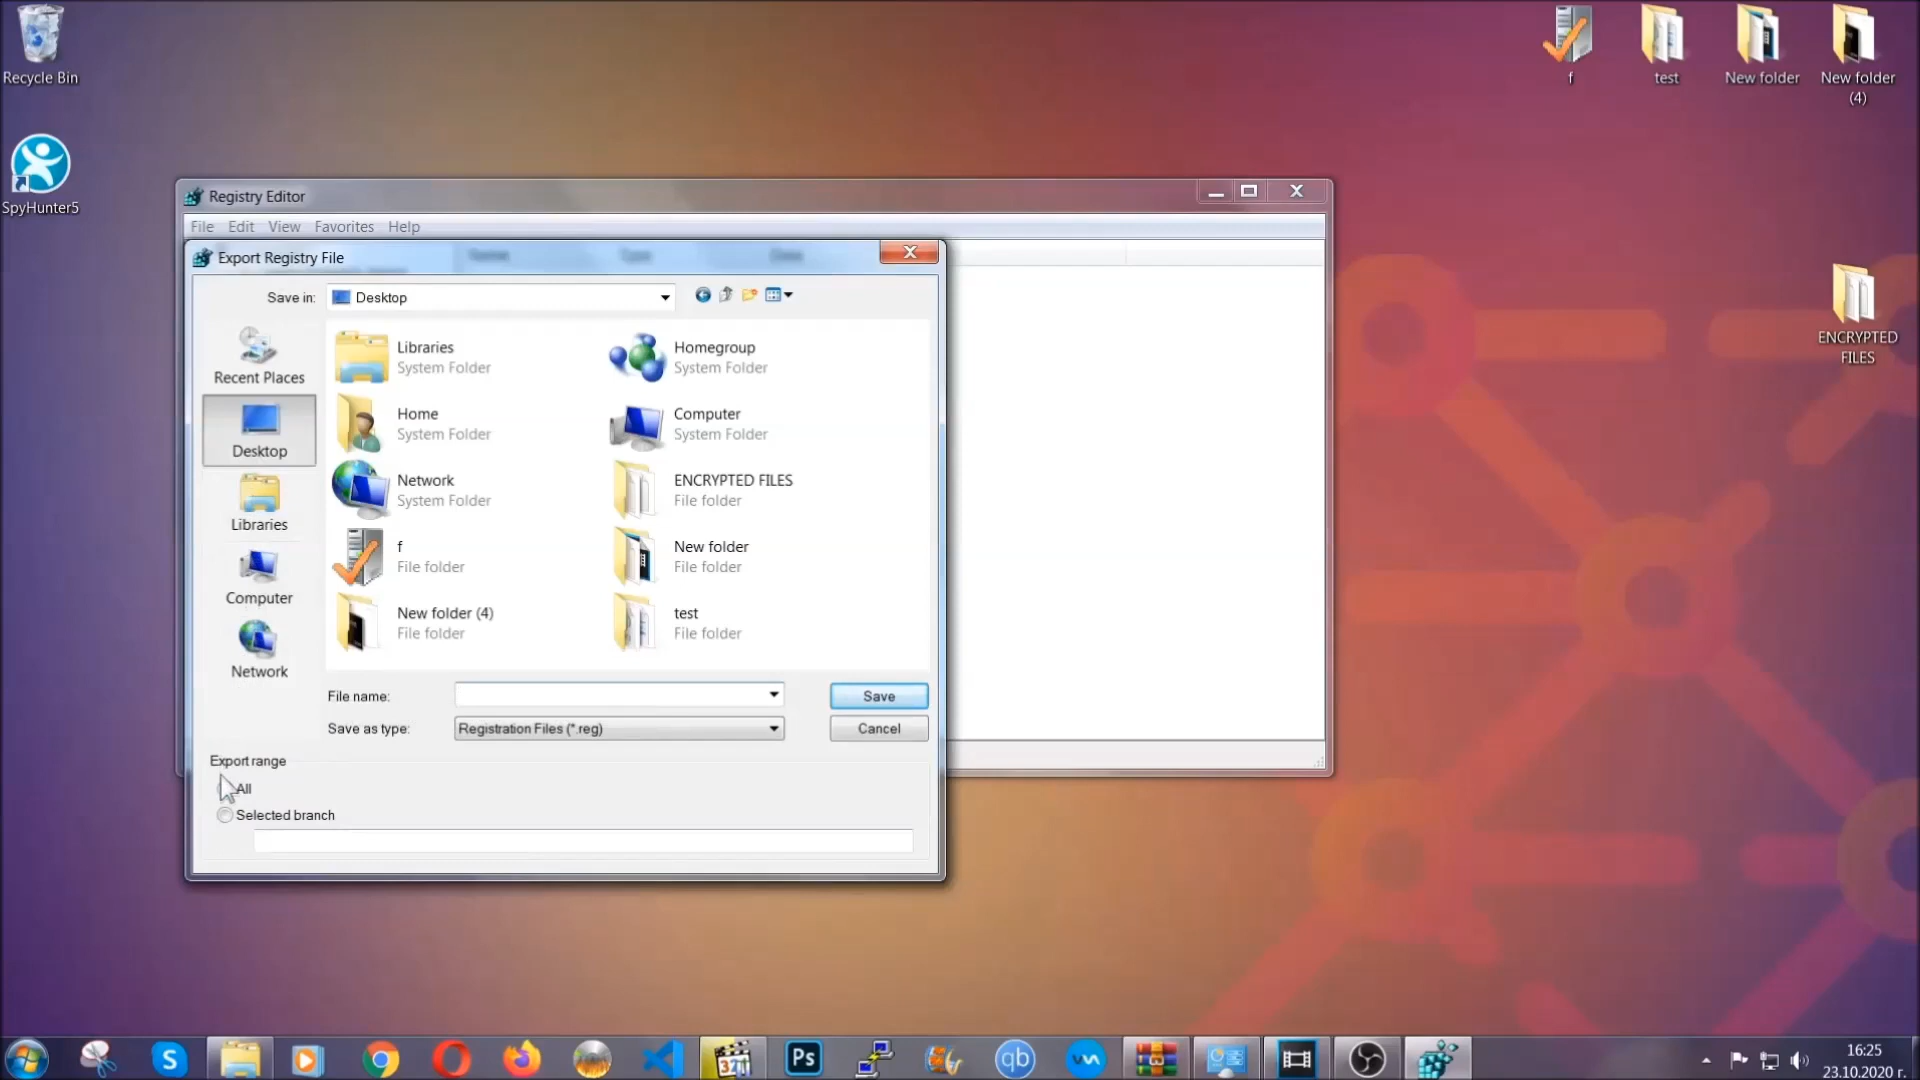 Recycle Bin
SpyHunter5
f
test
New folder
New folder
(4)
ENCRYPTED
FILES
Registry Editor
File Edit View Favorites Help
Export Registry File
Save in:
Desktop
Recent Places
Desktop
Libraries
Computer
Network
Libraries
System Folder
Homegroup
System Folder
Home
System Folder
Computer
System Folder
Network
System Folder
ENCRYPTED FILES
File folder
f
File folder
New folder
File folder
New folder (4)
File folder
test
File folder
File name:
Save
Save as type:
Registration Files (*.reg)
Cancel
Export range
All
Selected branch
S
321
Ps
qb
16:25
23.10.2020 г.